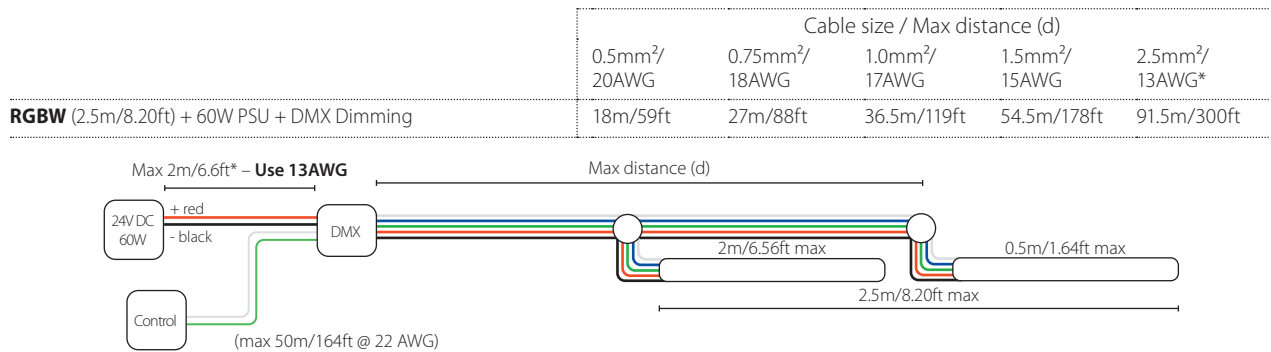 Cable size / Max distance (d)
0.5mm²/ 0.75mm²/ 1.0mm²/ 1.5mm²/ 2.5mm²/
20AWG 18AWG 17AWG 15AWG 13AWG*
RGBW (2.5m/8.20ft) + 60W PSU + DMX Dimming 18m/59ft 27m/88ft 36.5m/119ft 54.5m/178ft 91.5m/300ft
Max 2m/6.6ft* – Use 13AWG
Max distance (d)
24V DC
60W
+ red
- black
DMX
2m/6.56ft max
0.5m/1.64ft max
2.5m/8.20ft max
Control
(max 50m/164ft @ 22 AWG)